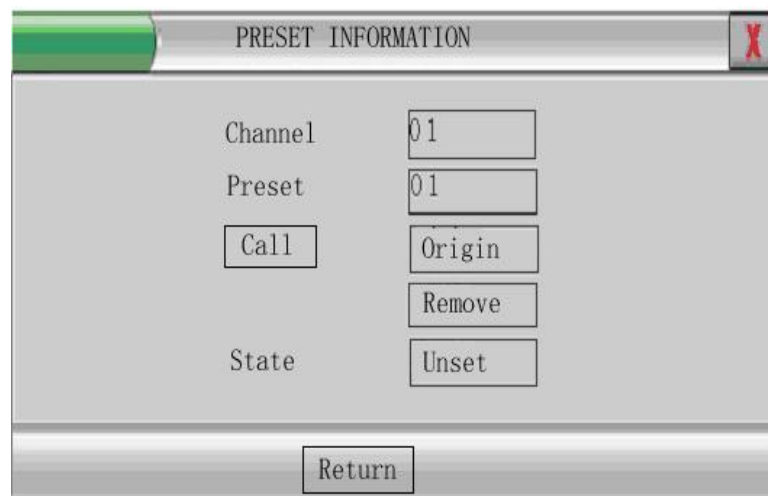 PRESET INFORMATION
X
Channel 01
Preset 01
Call Origin
Remove
State Unset
Return